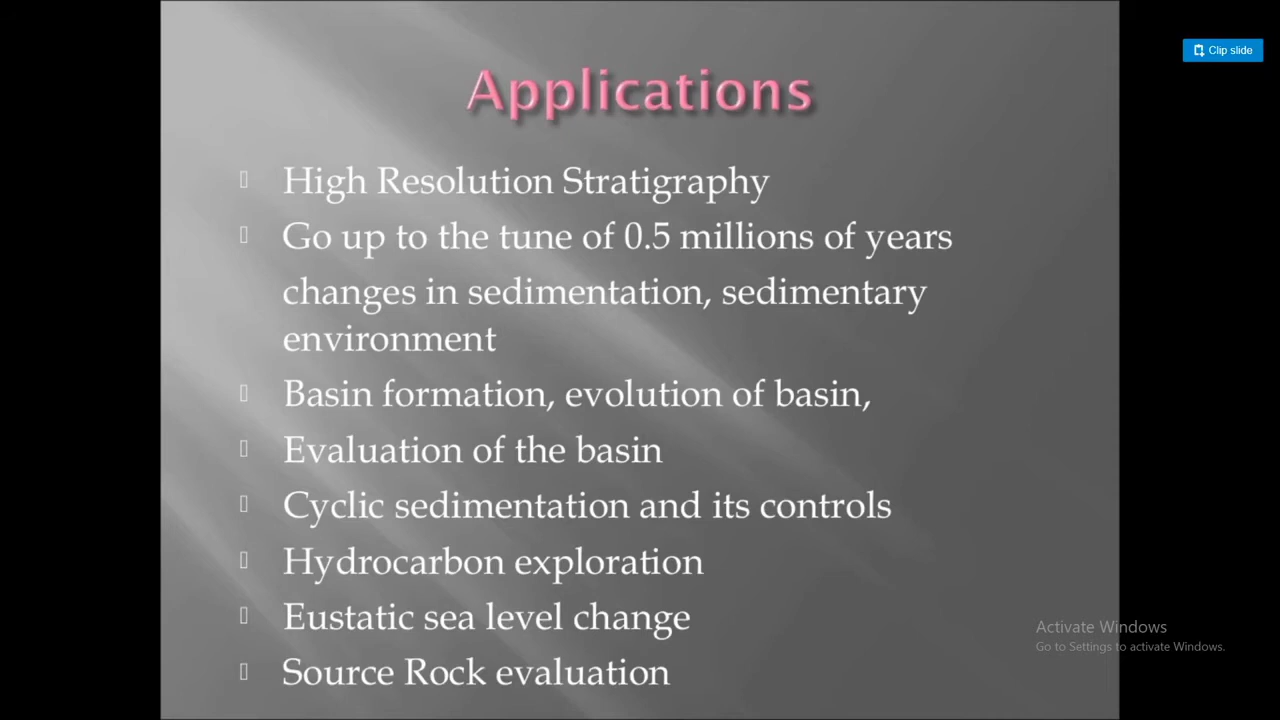 Clip slide
Applications
High Resolution Stratigraphy
Go up to the tune of 0.5 millions of years
changes in sedimentation, sedimentary
environment
Basin formation, evolution of basin,
Evaluation of the basin
Cyclic sedimentation and its controls
Hydrocarbon exploration
Eustatic sea level change
Source Rock evaluation
Activate Windows
Go to Settings to activate Windows.